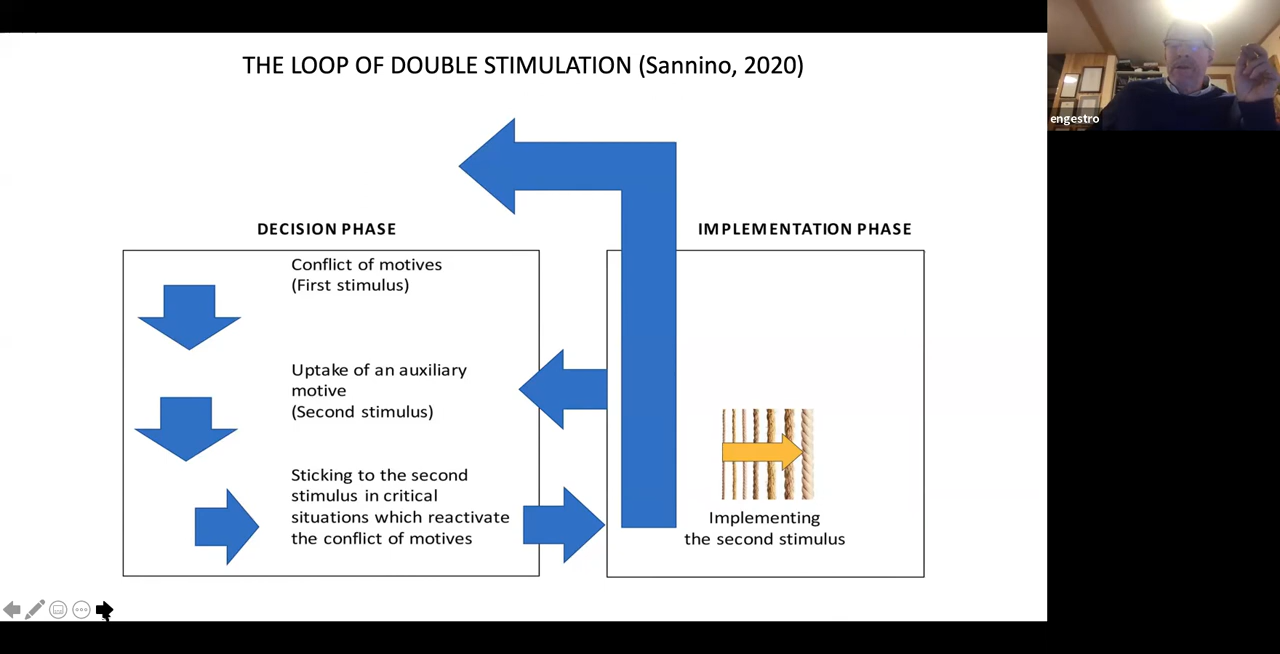 THE LOOP OF DOUBLE STIMULATION (Sannino, 2020)
engestro
DECISION PHASE
Conflict of motives
(First stimulus)
Uptake of an auxiliary
motive
(Second stimulus)
Sticking to the second
stimulus in critical
situations which reactivate
the conflict of motives
IMPLEMENTATION PHASE
Implementing
the second stimulus